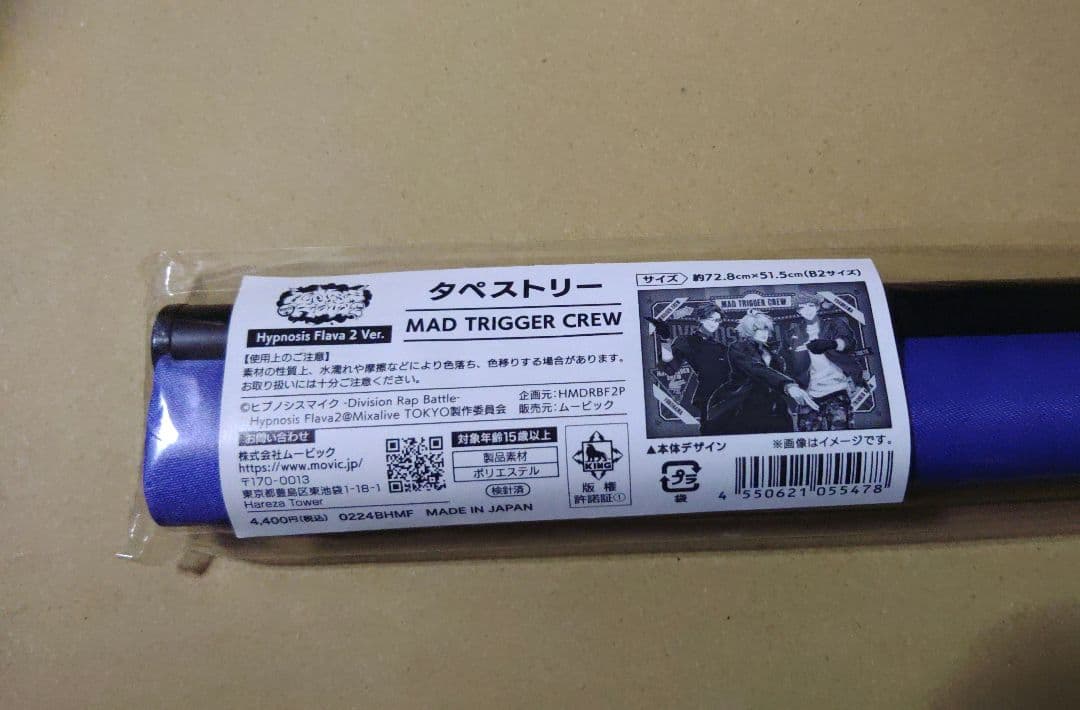 Hypnosis Flava 2 Ver.
タペストリー
MAD TRIGGER CREW
【使用上のご注意】
素材の性質上、水濡れや摩擦などにより色落ち、色移りする場合があります。
お取り扱いには十分ご注意ください。
©ヒプノシスマイク -Division Rap Battle-
Hypnosis Flava2@Mixalive TOKYO製作委員会
企画元:HMDRBF2P
販売元:ムービック
お問い合わせ
株式会社ムービック
https://www.movic.jp/
〒170-0013
東京都豊島区東池袋1-18-1
Hareza Tower
4,400円(税込) 0224BHMF MADE IN JAPAN
対象年齢15歳以上
製品素材
ポリエステル
検針済
KING
版権
許諾証①
サイズ 約72.8cm×51.5cm(B2サイズ)
MAD TRIGGER CREW
▲本体デザイン
※画像はイメージです。
プラ
袋
4 550621 055478